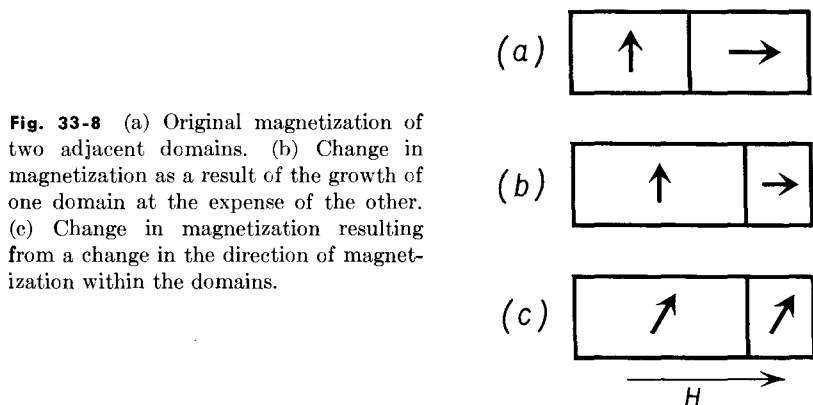 Fig. 33-8 (a) Original magnetization of
two adjacent domains. (b) Change in
magnetization as a result of the growth of
one domain at the expense of the other.
(c) Change in magnetization resulting
from a change in the direction of magnet-
ization within the domains.
(a)
(b)
(c)
H